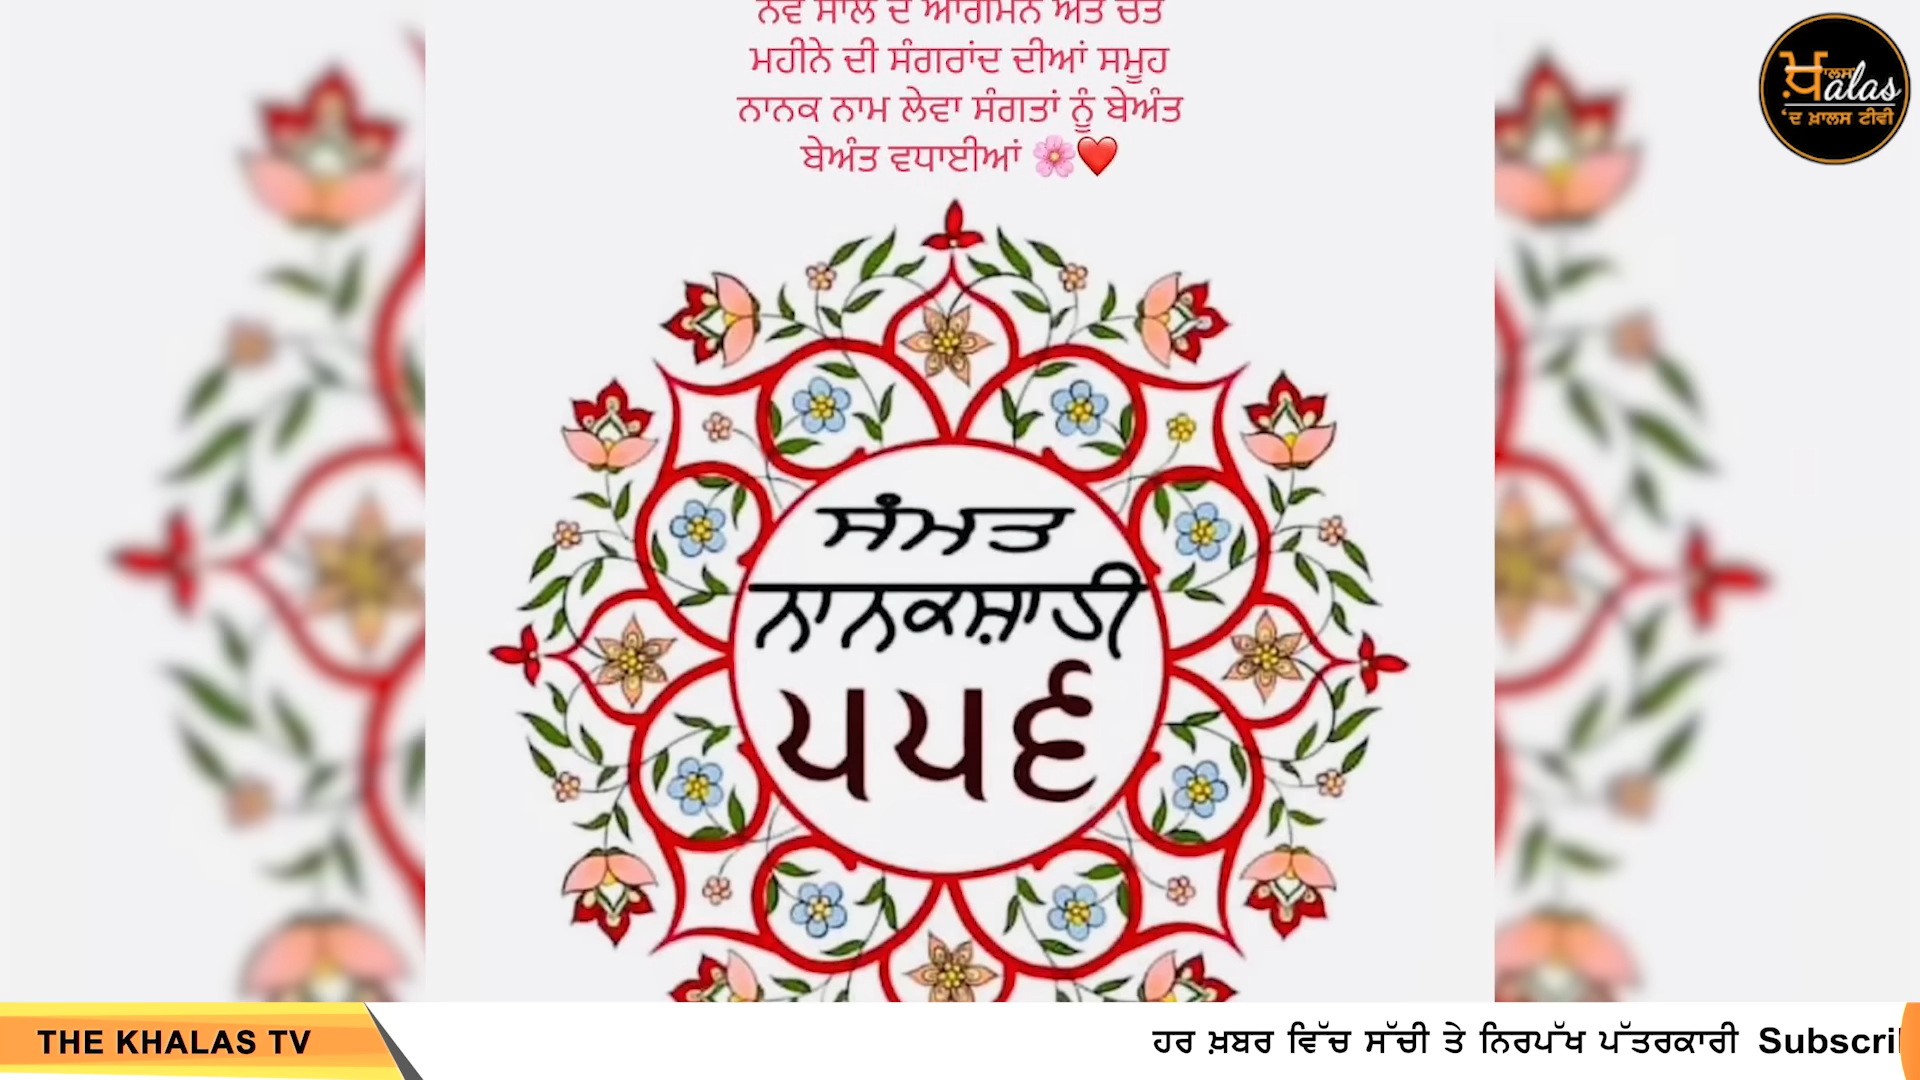 ਨਵੇਂ ਸਾਲ ਦੇ ਆਗਮਨ ਅਤੇ ਚੇਤ
ਮਹੀਨੇ ਦੀ ਸੰਗਰਾਂਦ ਦੀਆਂ ਸਮੂਹ
ਨਾਨਕ ਨਾਮ ਲੇਵਾ ਸੰਗਤਾਂ ਨੂੰ ਬੇਅੰਤ
ਬੇਅੰਤ ਵਧਾਈਆਂ 🌸❤️
ਖ਼ਾਲਸ alas
'ਦ ਖ਼ਾਲਸ ਟੀਵੀ
ਸੰਮਤ
ਨਾਨਕਸ਼ਾਹੀ
੫੫੬
THE KHALAS TV
ਹਰ ਖ਼ਬਰ ਵਿੱਚ ਸੱਚੀ ਤੇ ਨਿਰਪੱਖ ਪੱਤਰਕਾਰੀ Subscri